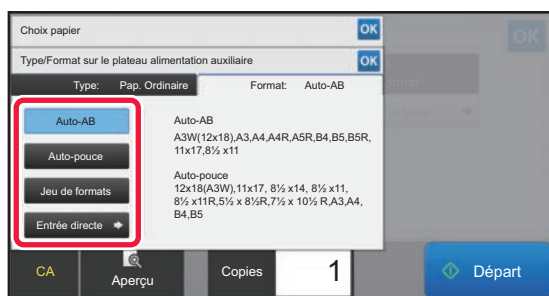 Choix papier OK
Type/Format sur le plateau alimentation auxiliaire OK
Type: Pap. Ordinaire Format: Auto-AB
Auto-AB
Auto-pouce
Jeu de formats
Entrée directe
Auto-AB
A3W(12x18),A3,A4,A4R,A5R,B4,B5,B5R,
11x17,8½ x11
Auto-pouce
12x18(A3W),11x17, 8½ x14, 8½ x11,
8½ x11R,5½ x 8½R,7½ x 10½ R,A3,A4,
B4,B5
OK
CA
Aperçu
Copies
1
Départ